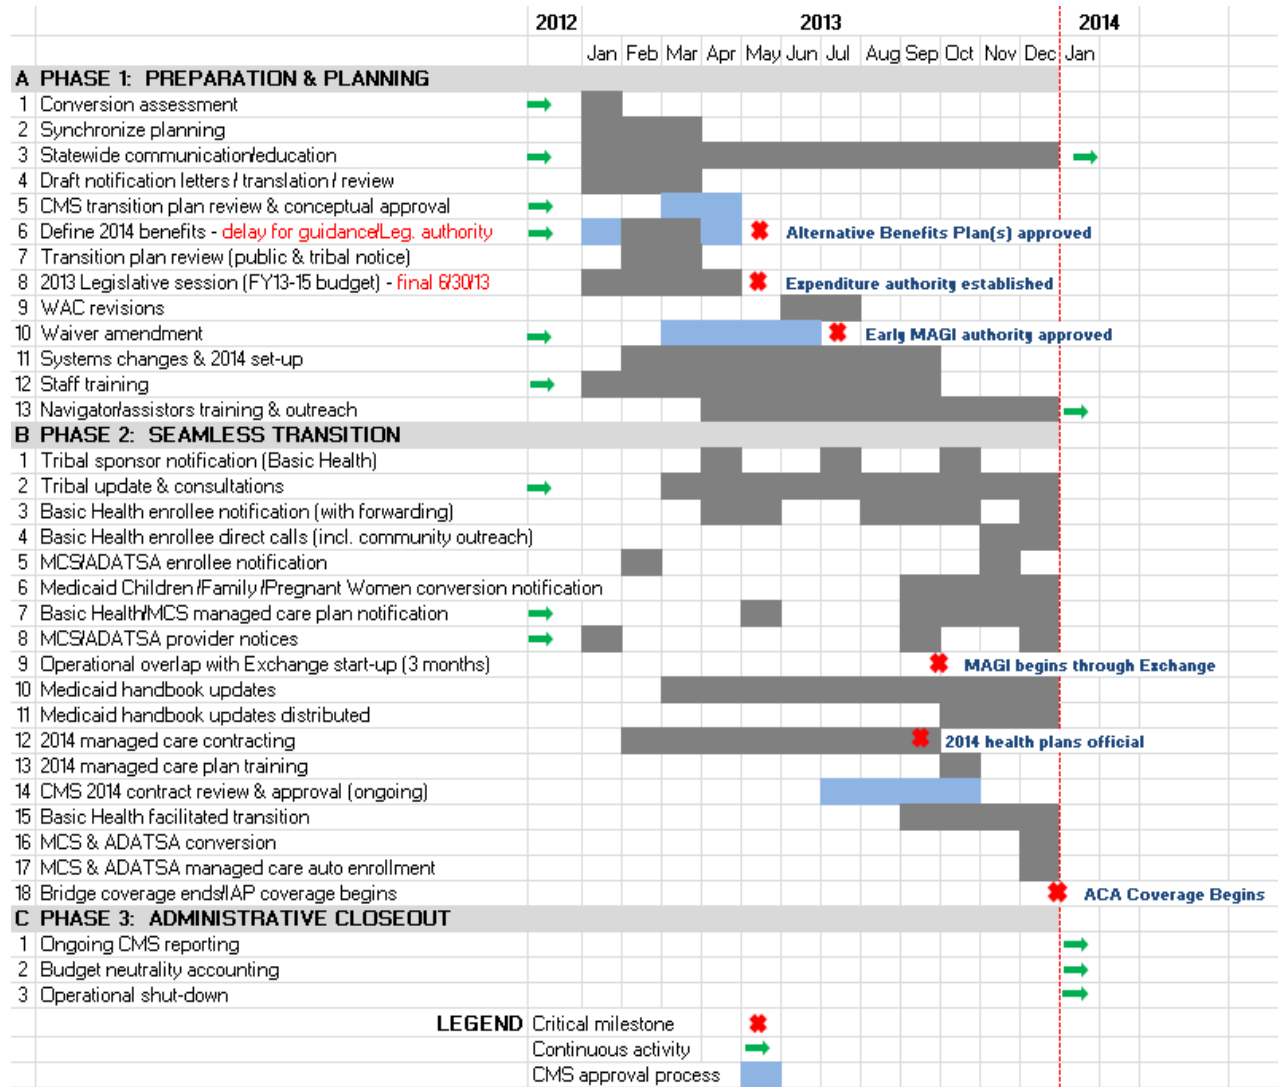 2012 2013 2014
Jan Feb Mar Apr May Jun Jul Aug Sep Oct Nov Dec Jan
A PHASE 1: PREPARATION & PLANNING
1 Conversion assessment
2 Synchronize planning
3 Statewide communication/education
4 Draft notification letters / translation / review
5 CMS transition plan review & conceptual approval
6 Define 2014 benefits - delay for guidance/Leg. authority Alternative Benefits Plan(s) approved
7 Transition plan review (public & tribal notice)
8 2013 Legislative session (FY13-15 budget) - final 6/30/13 Expenditure authority established
9 WAC revisions
10 Waiver amendment Early MAGI authority approved
11 Systems changes & 2014 set-up
12 Staff training
13 Navigator/assistors training & outreach
B PHASE 2: SEAMLESS TRANSITION
1 Tribal sponsor notification (Basic Health)
2 Tribal update & consultations
3 Basic Health enrollee notification (with forwarding)
4 Basic Health enrollee direct calls (incl. community outreach)
5 MCS/ADATSA enrollee notification
6 Medicaid Children /Family /Pregnant Women conversion notification
7 Basic Health/MCS managed care plan notification
8 MCS/ADATSA provider notices
9 Operational overlap with Exchange start-up (3 months) MAGI begins through Exchange
10 Medicaid handbook updates
11 Medicaid handbook updates distributed
12 2014 managed care contracting 2014 health plans official
13 2014 managed care plan training
14 CMS 2014 contract review & approval (ongoing)
15 Basic Health facilitated transition
16 MCS & ADATSA conversion
17 MCS & ADATSA managed care auto enrollment
18 Bridge coverage ends/IAP coverage begins ACA Coverage Begins
C PHASE 3: ADMINISTRATIVE CLOSEOUT
1 Ongoing CMS reporting
2 Budget neutrality accounting
3 Operational shut-down
LEGEND Critical milestone
Continuous activity
CMS approval process